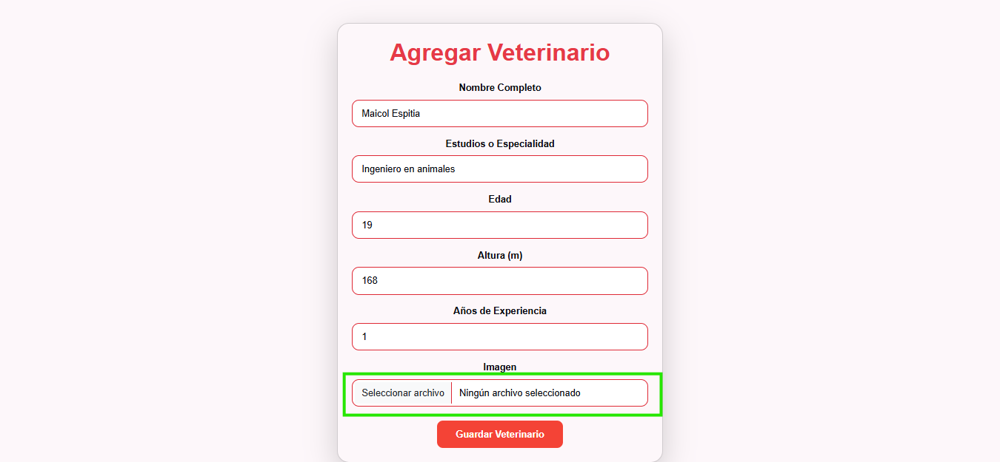 Agregar Veterinario
Nombre Completo
Maicol Espitia
Estudios o Especialidad
Ingeniero en animales
Edad
19
Altura (m)
168
Años de Experiencia
1
Imagen
Seleccionar archivo Ningún archivo seleccionado
Guardar Veterinario